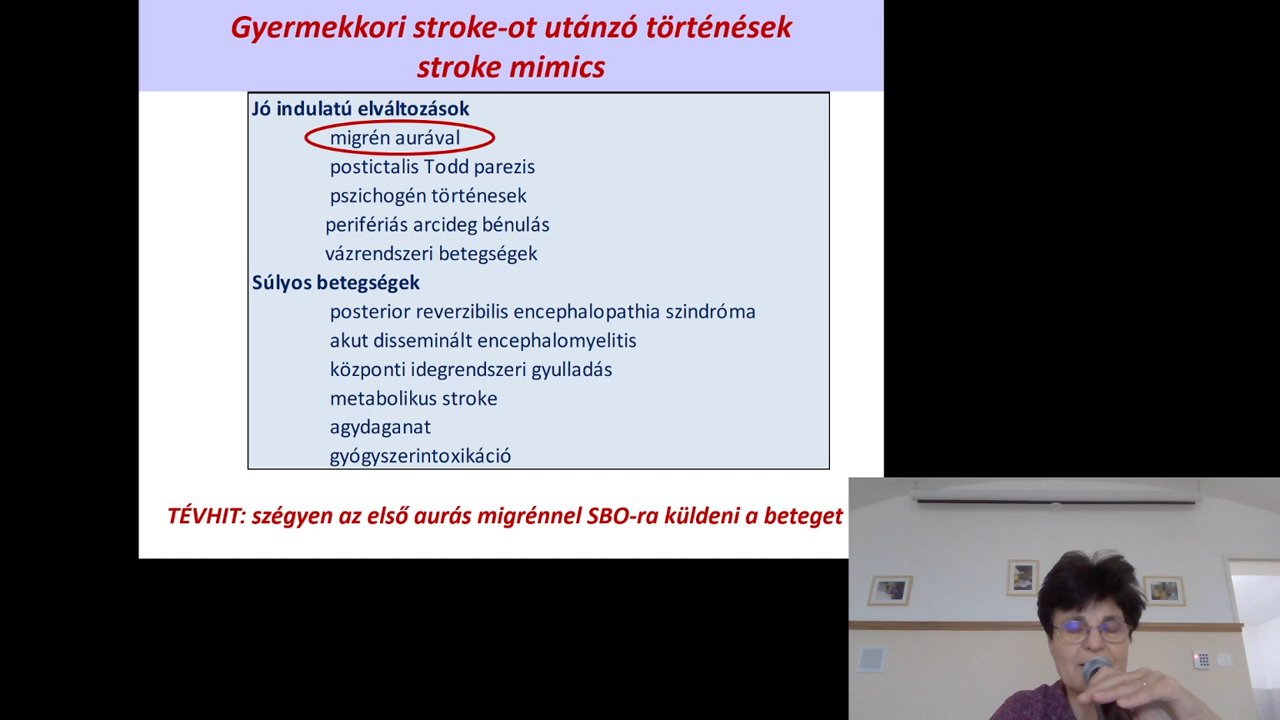 Gyermekkori stroke-ot utánzó történések
stroke mimics
Jó indulatú elváltozások
migrén aurával
postictalis Todd parezis
pszichogén történesek
perifériás arcideg bénulás
vázrendszeri betegségek
Súlyos betegségek
posterior reverzibilis encephalopathia szindróma
akut disseminált encephalomyelitis
központi idegrendszeri gyulladás
metabolikus stroke
agydaganat
gyógyszerintoxikáció
TÉVHIT: szégyen az első aurás migrénnel SBO-ra küldeni a beteget